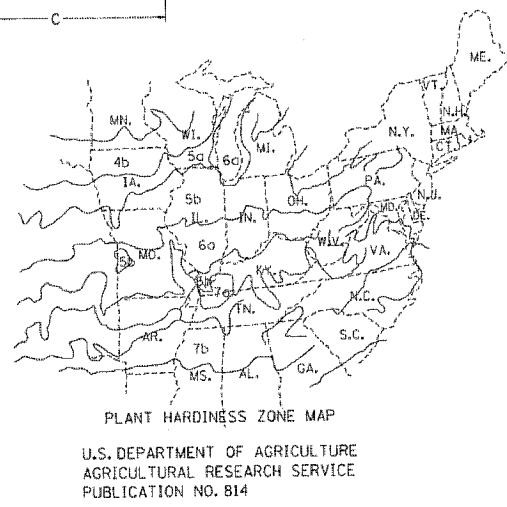 C
ME.
VT.
N.H.
MN.
WI.
MA.
N.Y.
CT.
4b
5a
6a
MI.
IA.
PA.
5b
OH.
N.J.
IL.
IN.
MD.
DE.
6a
W.V.
VA.
MO.
KY.
7a
N.C.
TN.
AR.
S.C.
7b
MS.
AL.
GA.
PLANT HARDINESS ZONE MAP
U.S. DEPARTMENT OF AGRICULTURE
AGRICULTURAL RESEARCH SERVICE
PUBLICATION NO. 814